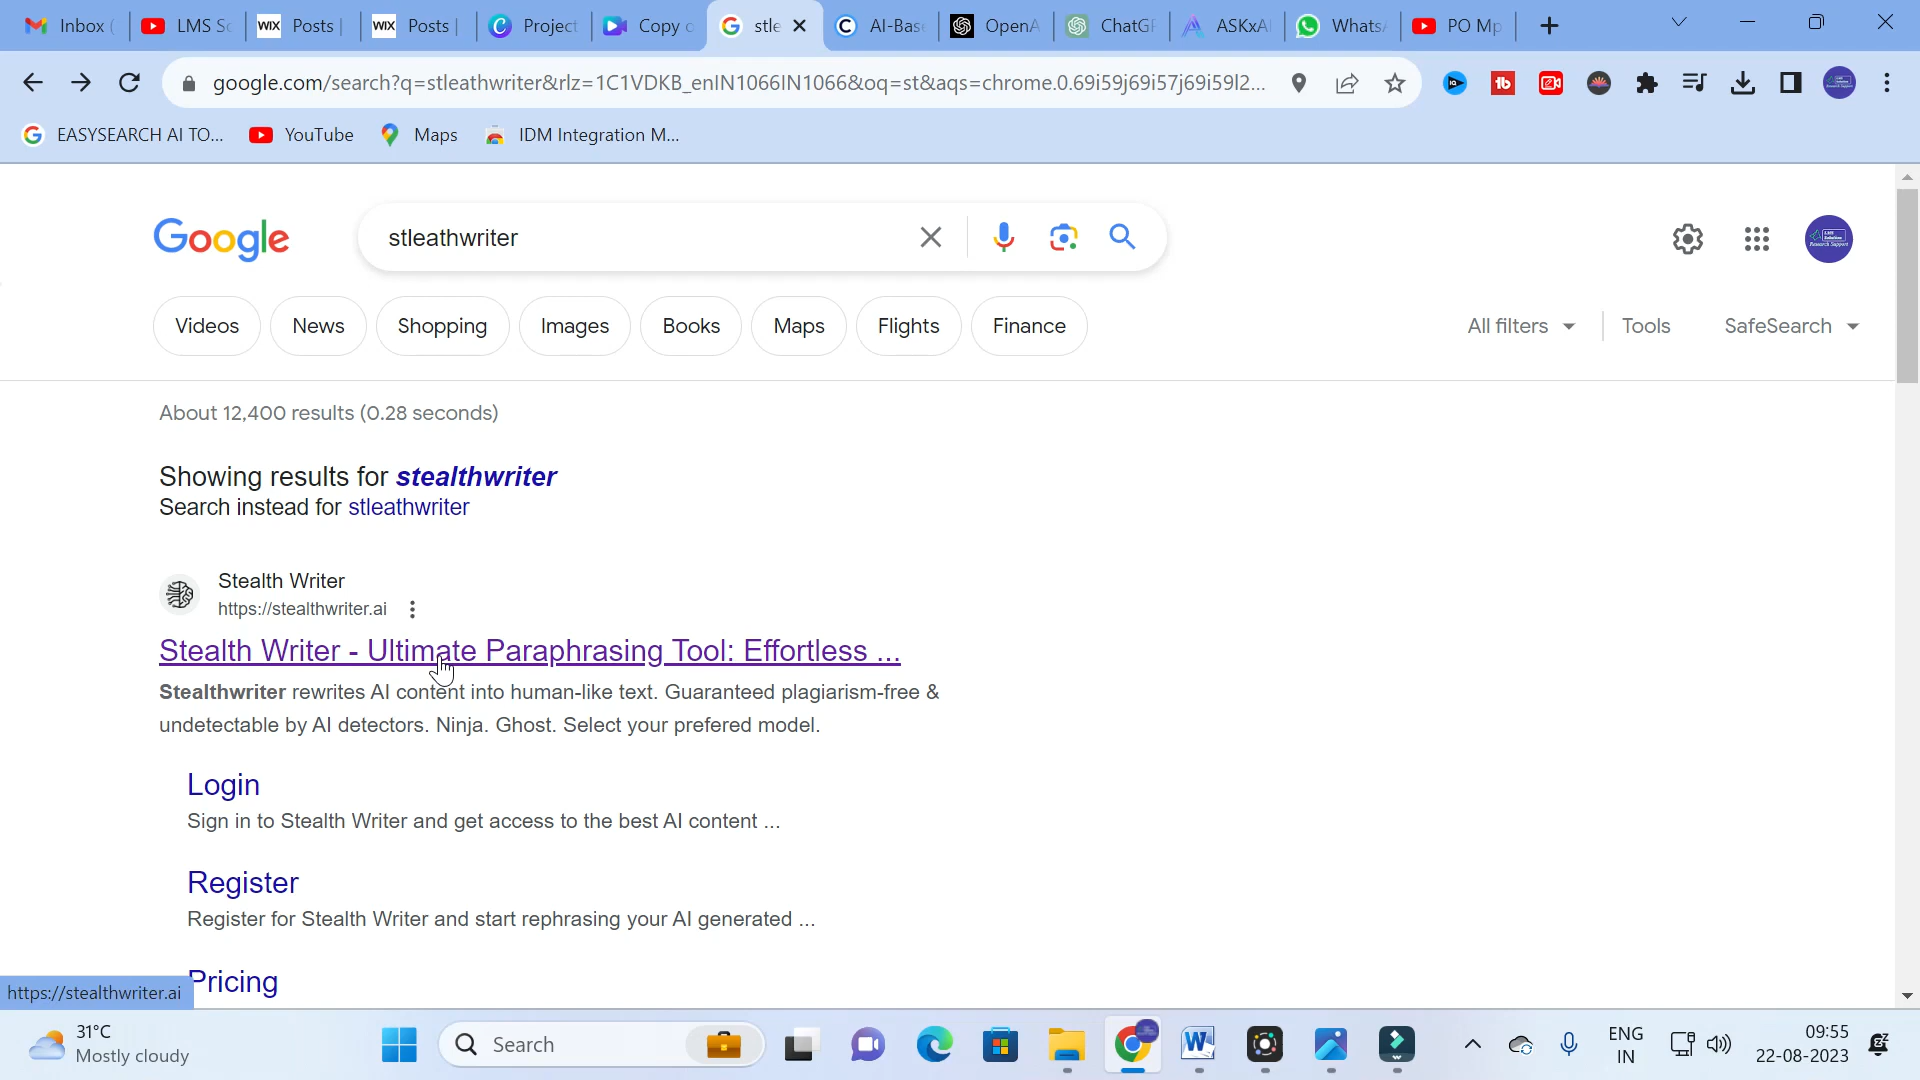 Inbox (
LMS So
WIX Posts |
WIX Posts |
Project
Copy o
stle
AI-Base
OpenA
ChatGP
ASKxAI
WhatsA
PO Mp
google.com/search?q=stleathwriter&rlz=1C1VDKB_enIN1066IN1066&oq=st&aqs=chrome.0.69i59j69i57j69i59l2...
EASYSEARCH AI TO...
YouTube
Maps
IDM Integration M...
Google
stleathwriter
Videos
News
Shopping
Images
Books
Maps
Flights
Finance
All filters
Tools
SafeSearch
About 12,400 results (0.28 seconds)
Showing results for stealthwriter
Search instead for stleathwriter
Stealth Writer
https://stealthwriter.ai
Stealth Writer - Ultimate Paraphrasing Tool: Effortless ...
Stealthwriter rewrites AI content into human-like text. Guaranteed plagiarism-free &
undetectable by AI detectors. Ninja. Ghost. Select your prefered model.
Login
Sign in to Stealth Writer and get access to the best AI content ...
Register
Register for Stealth Writer and start rephrasing your AI generated ...
Pricing
https://stealthwriter.ai
31°C
Mostly cloudy
Search
ENG
IN
09:55
22-08-2023